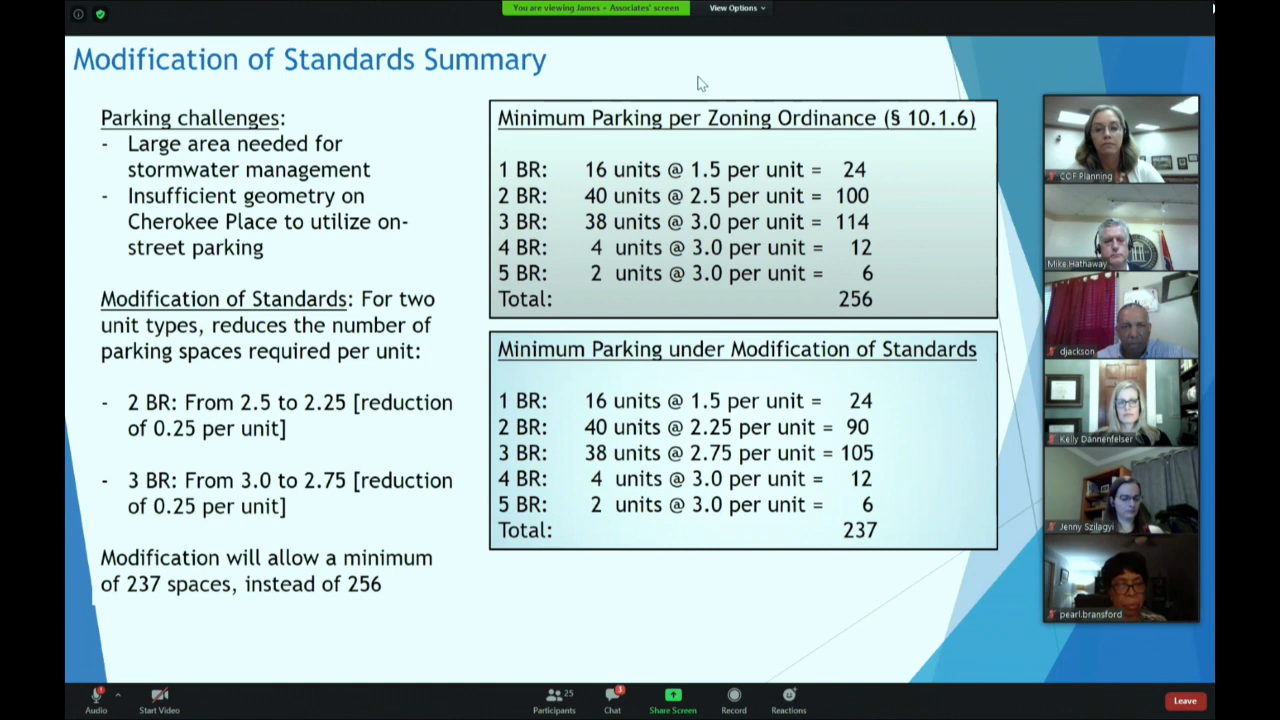 You are viewing James + Associates' screen
View Options
Modification of Standards Summary
Parking challenges:
- Large area needed for
stormwater management
- Insufficient geometry on
Cherokee Place to utilize on-
street parking
Modification of Standards: For two
unit types, reduces the number of
parking spaces required per unit:
- 2 BR: From 2.5 to 2.25 [reduction
of 0.25 per unit]
- 3 BR: From 3.0 to 2.75 [reduction
of 0.25 per unit]
Modification will allow a minimum
of 237 spaces, instead of 256
Minimum Parking per Zoning Ordinance (§ 10.1.6)
1 BR: 16 units @ 1.5 per unit = 24
2 BR: 40 units @ 2.5 per unit = 100
3 BR: 38 units @ 3.0 per unit = 114
4 BR: 4 units @ 3.0 per unit = 12
5 BR: 2 units @ 3.0 per unit = 6
Total: 256
Minimum Parking under Modification of Standards
1 BR: 16 units @ 1.5 per unit = 24
2 BR: 40 units @ 2.25 per unit = 90
3 BR: 38 units @ 2.75 per unit = 105
4 BR: 4 units @ 3.0 per unit = 12
5 BR: 2 units @ 3.0 per unit = 6
Total: 237
COF Planning
Mike.Hathaway
djackson
Kelly Dannenfelser
Jenny Szilagyi
pearl.bransford
Audio
Start Video
25
Participants
3
Chat
Share Screen
Record
Reactions
Leave